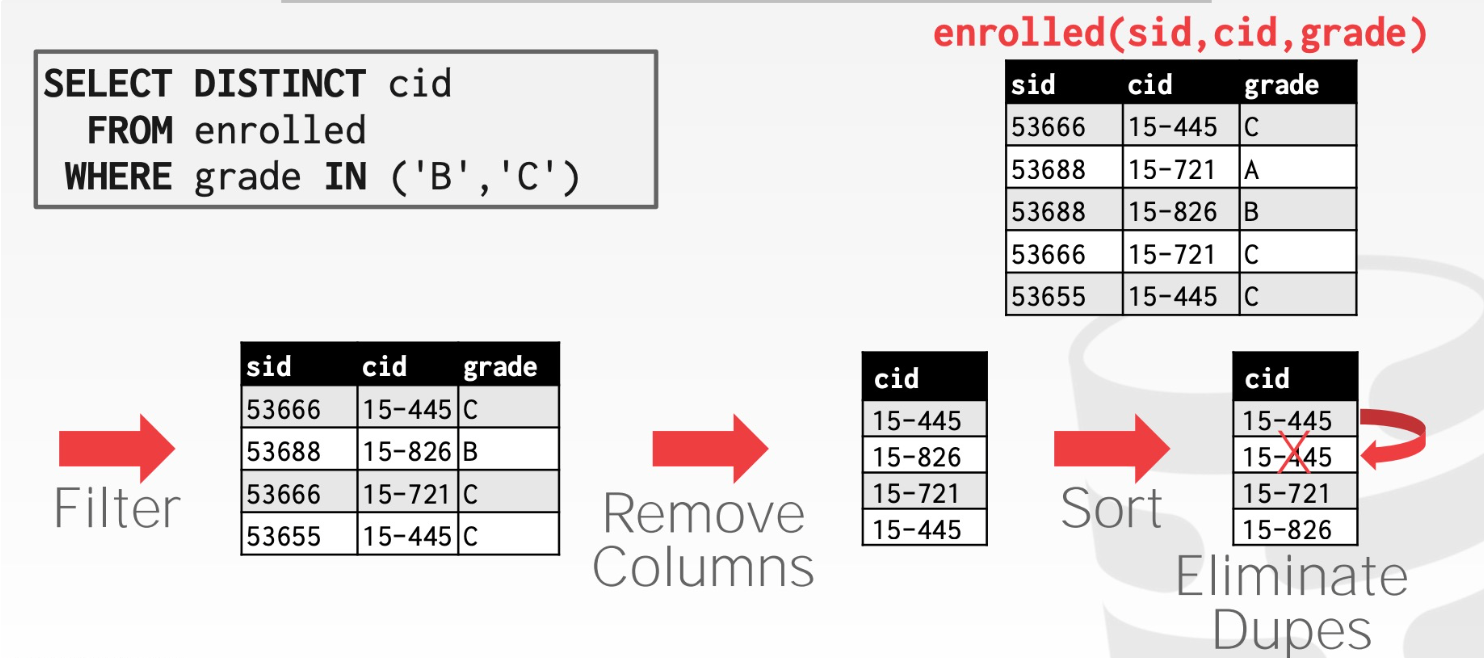 enrolled(sid,cid,grade)
SELECT DISTINCT cid
FROM enrolled
WHERE grade IN ('B','C')
sid cid grade
53666 15-445 C
53688 15-721 A
53688 15-826 B
53666 15-721 C
53655 15-445 C
Filter
sid cid grade
53666 15-445 C
53688 15-826 B
53666 15-721 C
53655 15-445 C
Remove
Columns
cid
15-445
15-826
15-721
15-445
Sort
cid
15-445
15-445
15-721
15-826
Eliminate
Dupes